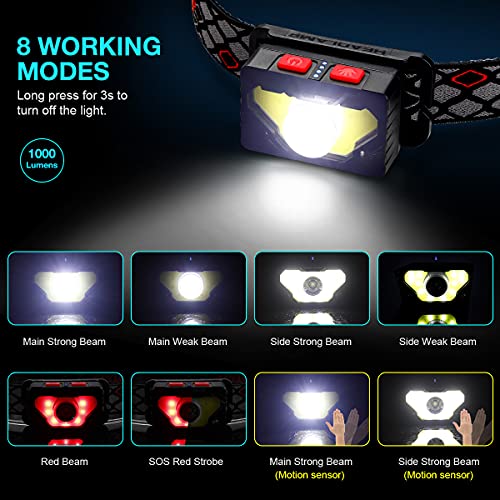 8 WORKING
MODES
Long press for 3s to
turn off the light.
1000
Lumens
HEADLAMP
Main Strong Beam
Main Weak Beam
Side Strong Beam
Side Weak Beam
Red Beam
SOS Red Strobe
Main Strong Beam
(Motion sensor)
Side Strong Beam
(Motion sensor)